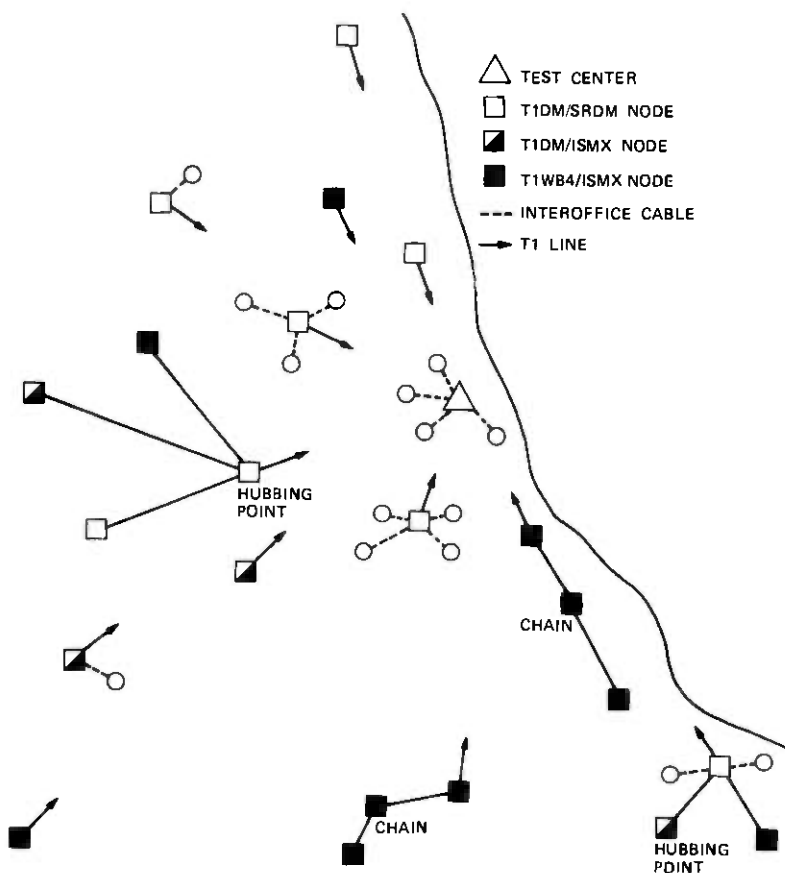 TEST CENTER
T1DM/SRDM NODE
T1DM/ISMX NODE
T1WB4/ISMX NODE
INTEROFFICE CABLE
T1 LINE
HUBBING
POINT
CHAIN
CHAIN
HUBBING
POINT